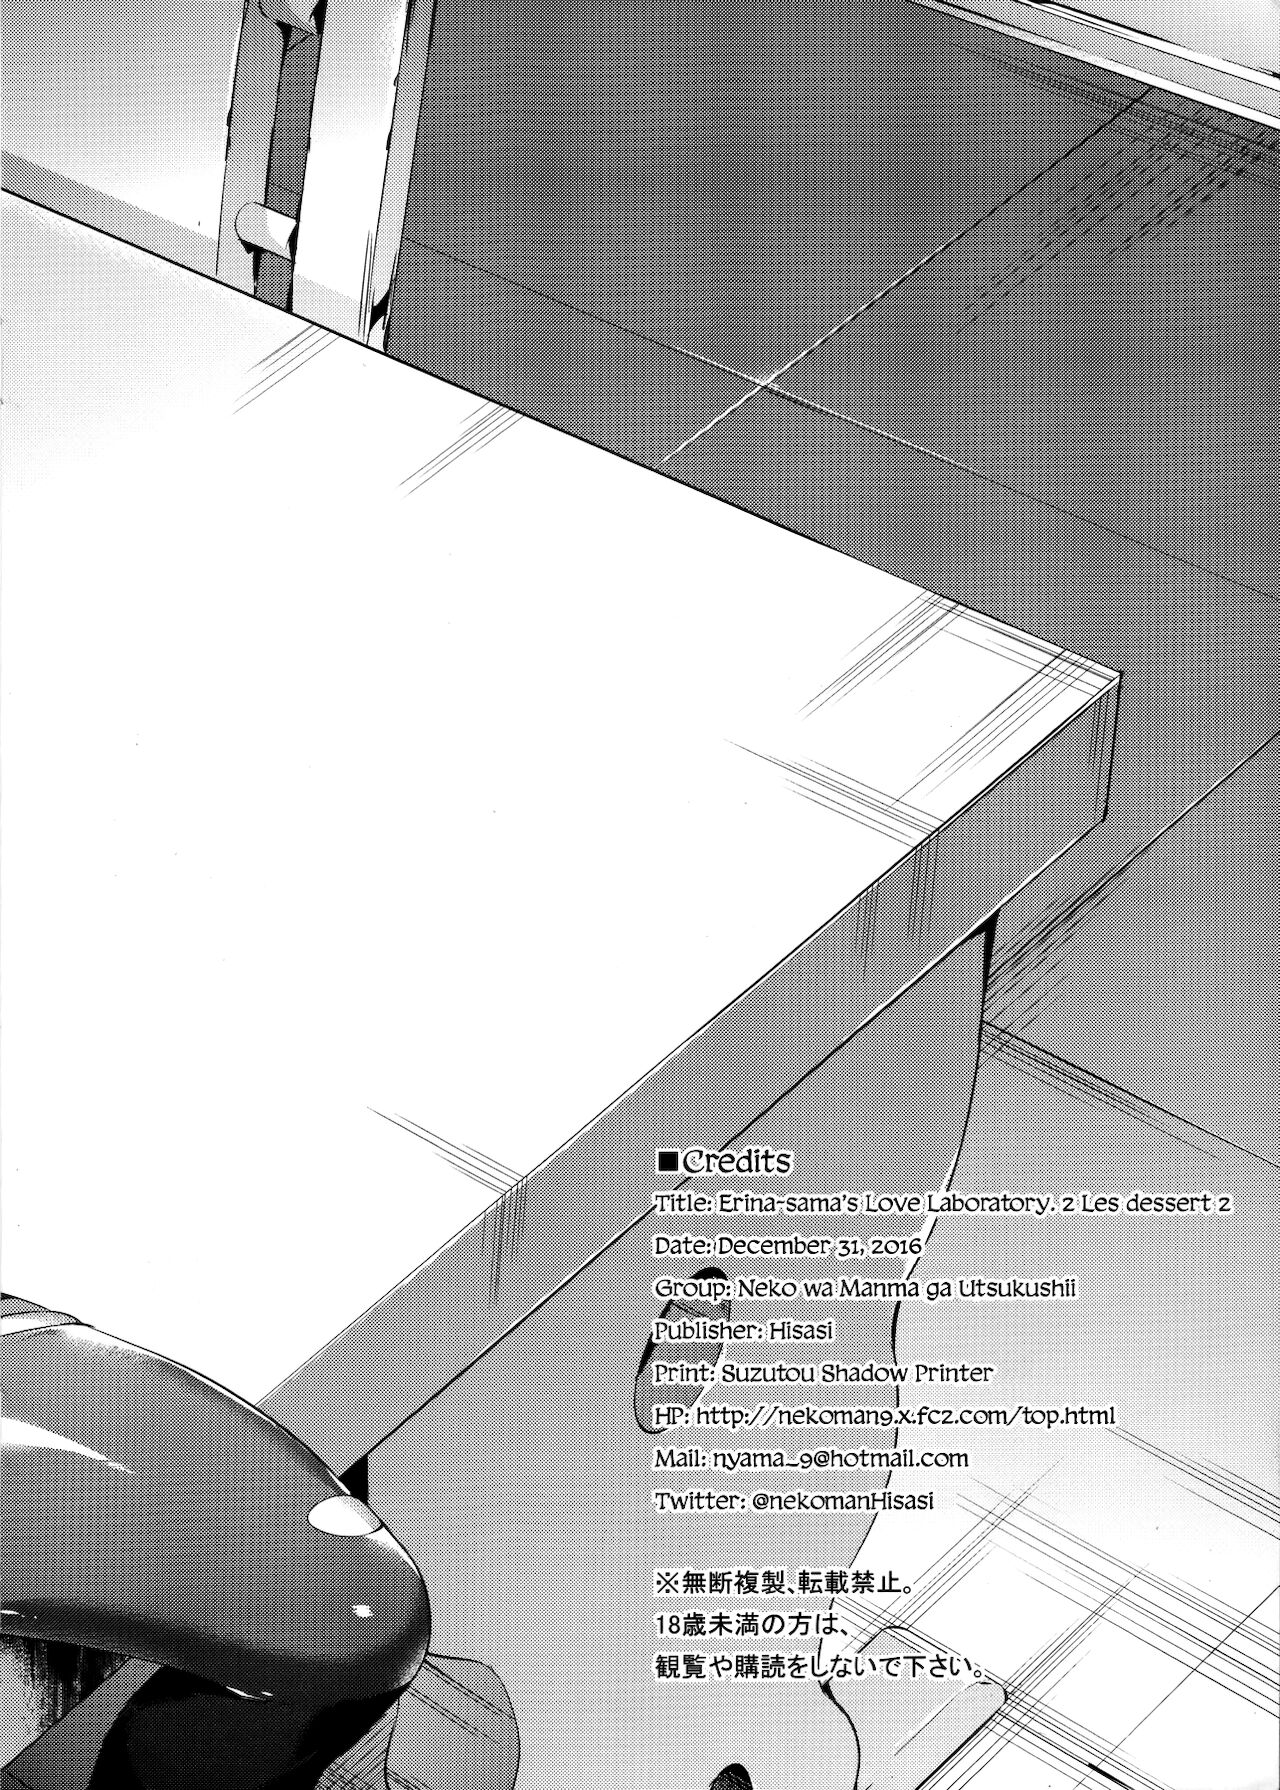 ■Credits
Title: Erina-sama's Love Laboratory. 2 Les dessert 2
Date: December 31, 2016
Group: Neko wa Manma ga Utsukushii
Publisher: Hisasi
Print: Suzutou Shadow Printer
HP: http://nekoman9.x.fc2.com/top.html
Mail: nyama_9@hotmail.com
Twitter: @nekomanHisasi
※無断複製、転載禁止。
18歳未満の方は、
観覧や購読をしないで下さい。